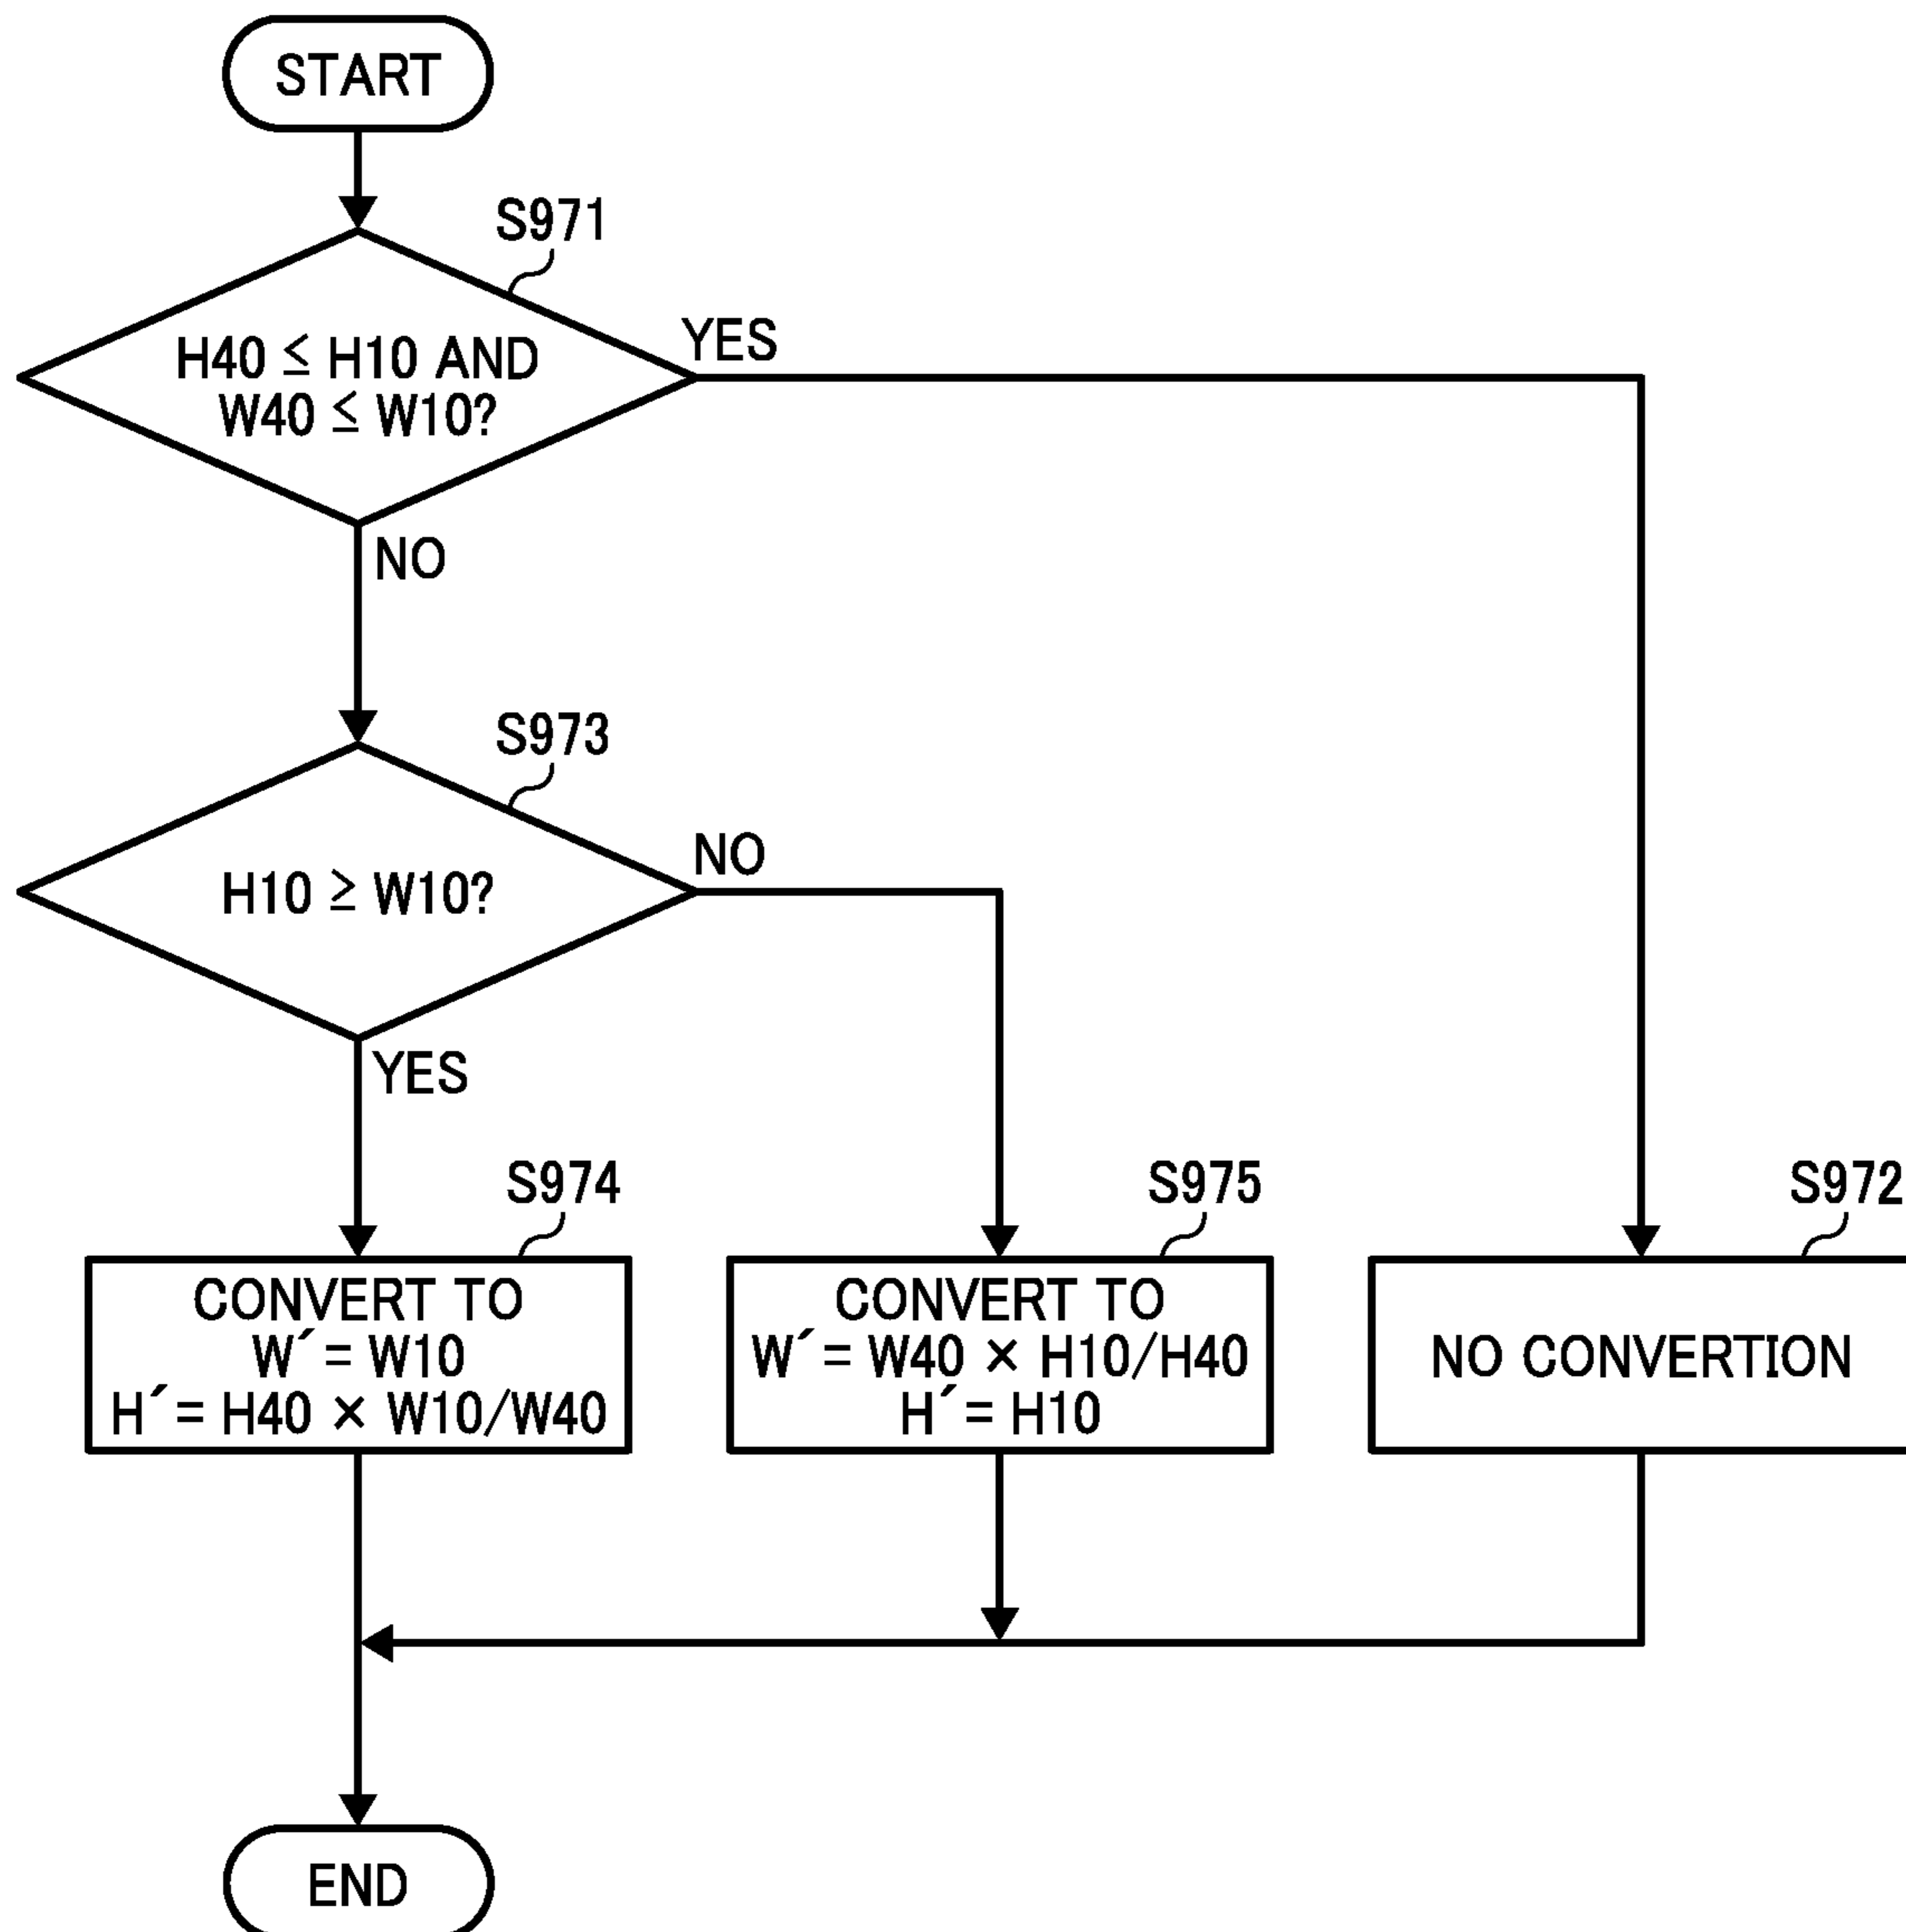 START
S971
H40 ≤ H10 AND
W40 ≤ W10?
YES
NO
S973
H10 ≥ W10?
NO
YES
S974
CONVERT TO
W´ = W10
H´ = H40 × W10/W40
S975
CONVERT TO
W´ = W40 × H10/H40
H´ = H10
S972
NO CONVERTION
END